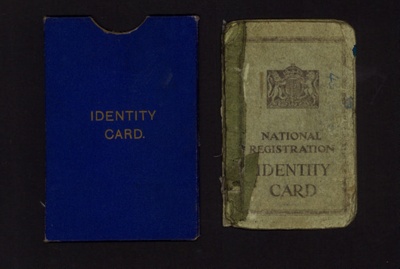 IDENTITY
CARD.
NATIONAL
REGISTRATION
IDENTITY
CARD